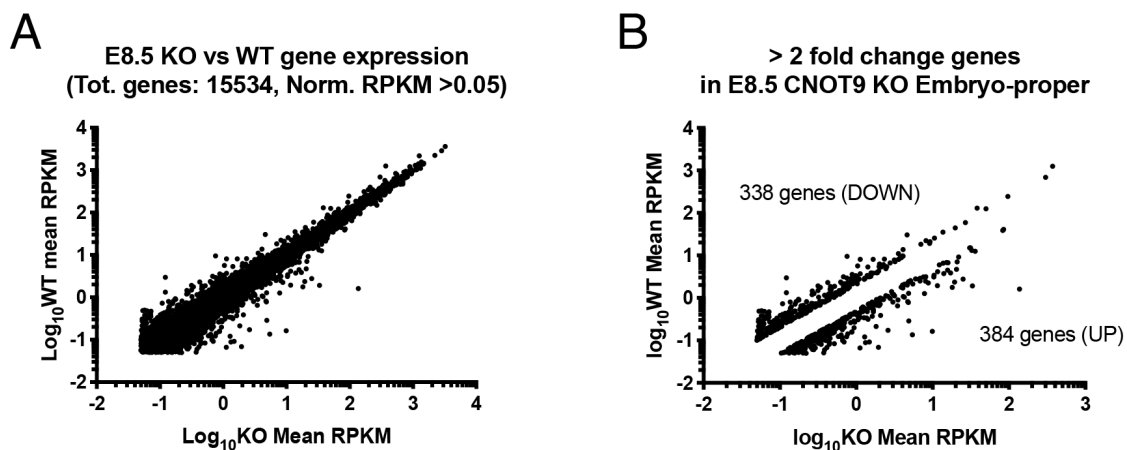 A
E8.5 KO vs WT gene expression
(Tot. genes: 15534, Norm. RPKM >0.05)
Log10WT mean RPKM
4
3
2
1
0
-1
-2
-2 -1 0 1 2 3 4
Log10KO Mean RPKM
B
> 2 fold change genes
in E8.5 CNOT9 KO Embryo-proper
log10WT Mean RPKM
4
3
2
1
0
-1
-2
338 genes (DOWN)
384 genes (UP)
-2 -1 0 1 2 3
log10KO Mean RPKM